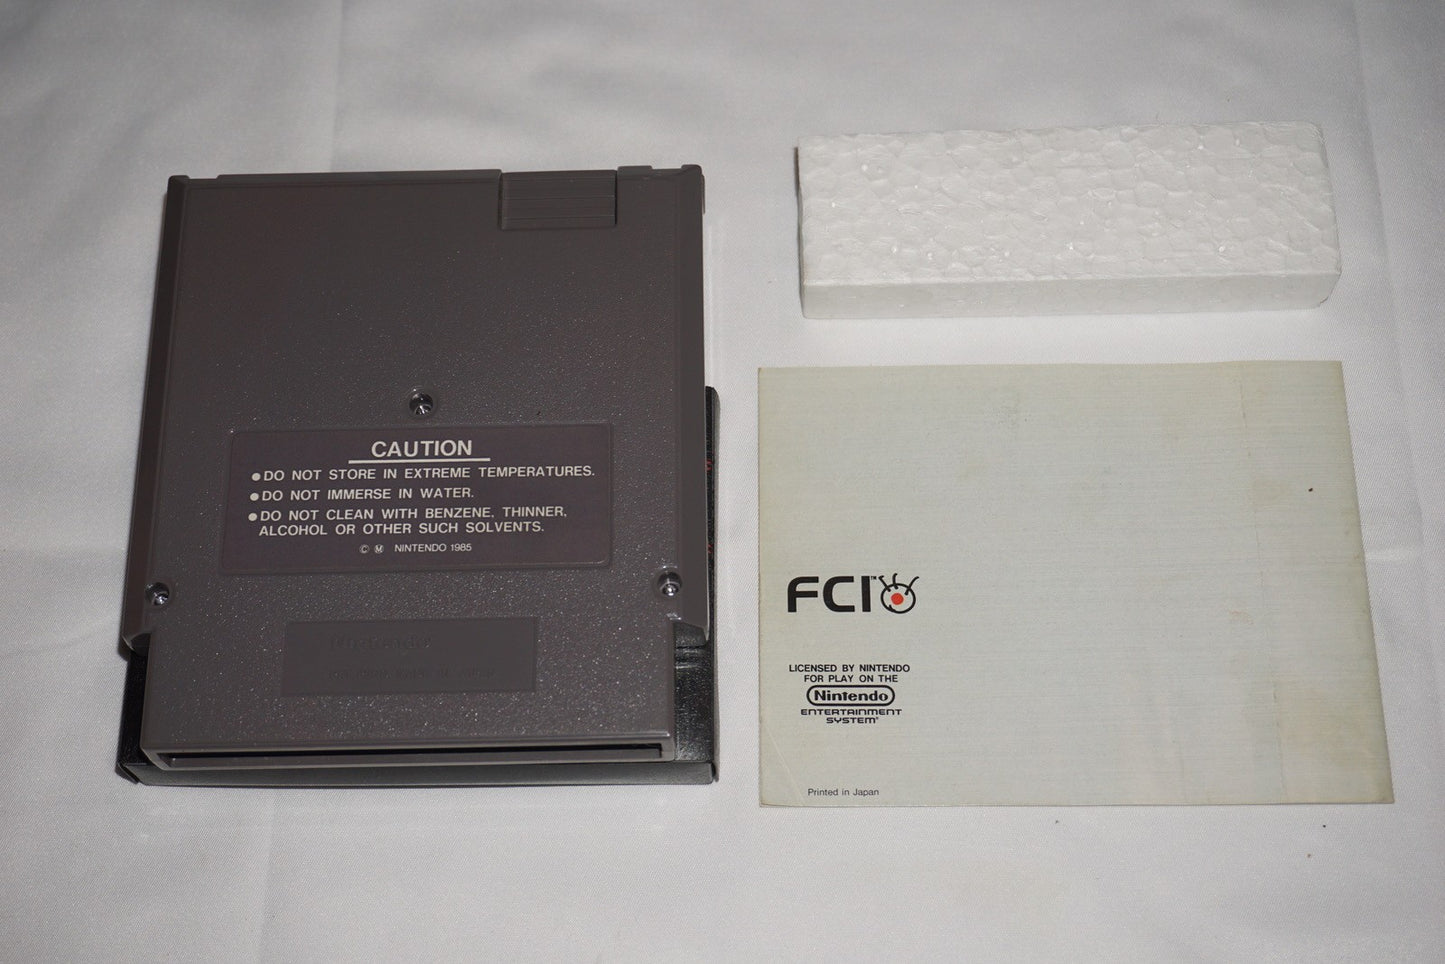 CAUTION
● DO NOT STORE IN EXTREME TEMPERATURES.
● DO NOT IMMERSE IN WATER.
● DO NOT CLEAN WITH BENZENE, THINNER,
ALCOHOL OR OTHER SUCH SOLVENTS.
© Ⓜ NINTENDO 1985
Nintendo
FCI™
LICENSED BY NINTENDO
FOR PLAY ON THE
Nintendo
ENTERTAINMENT
SYSTEM®
Printed in Japan